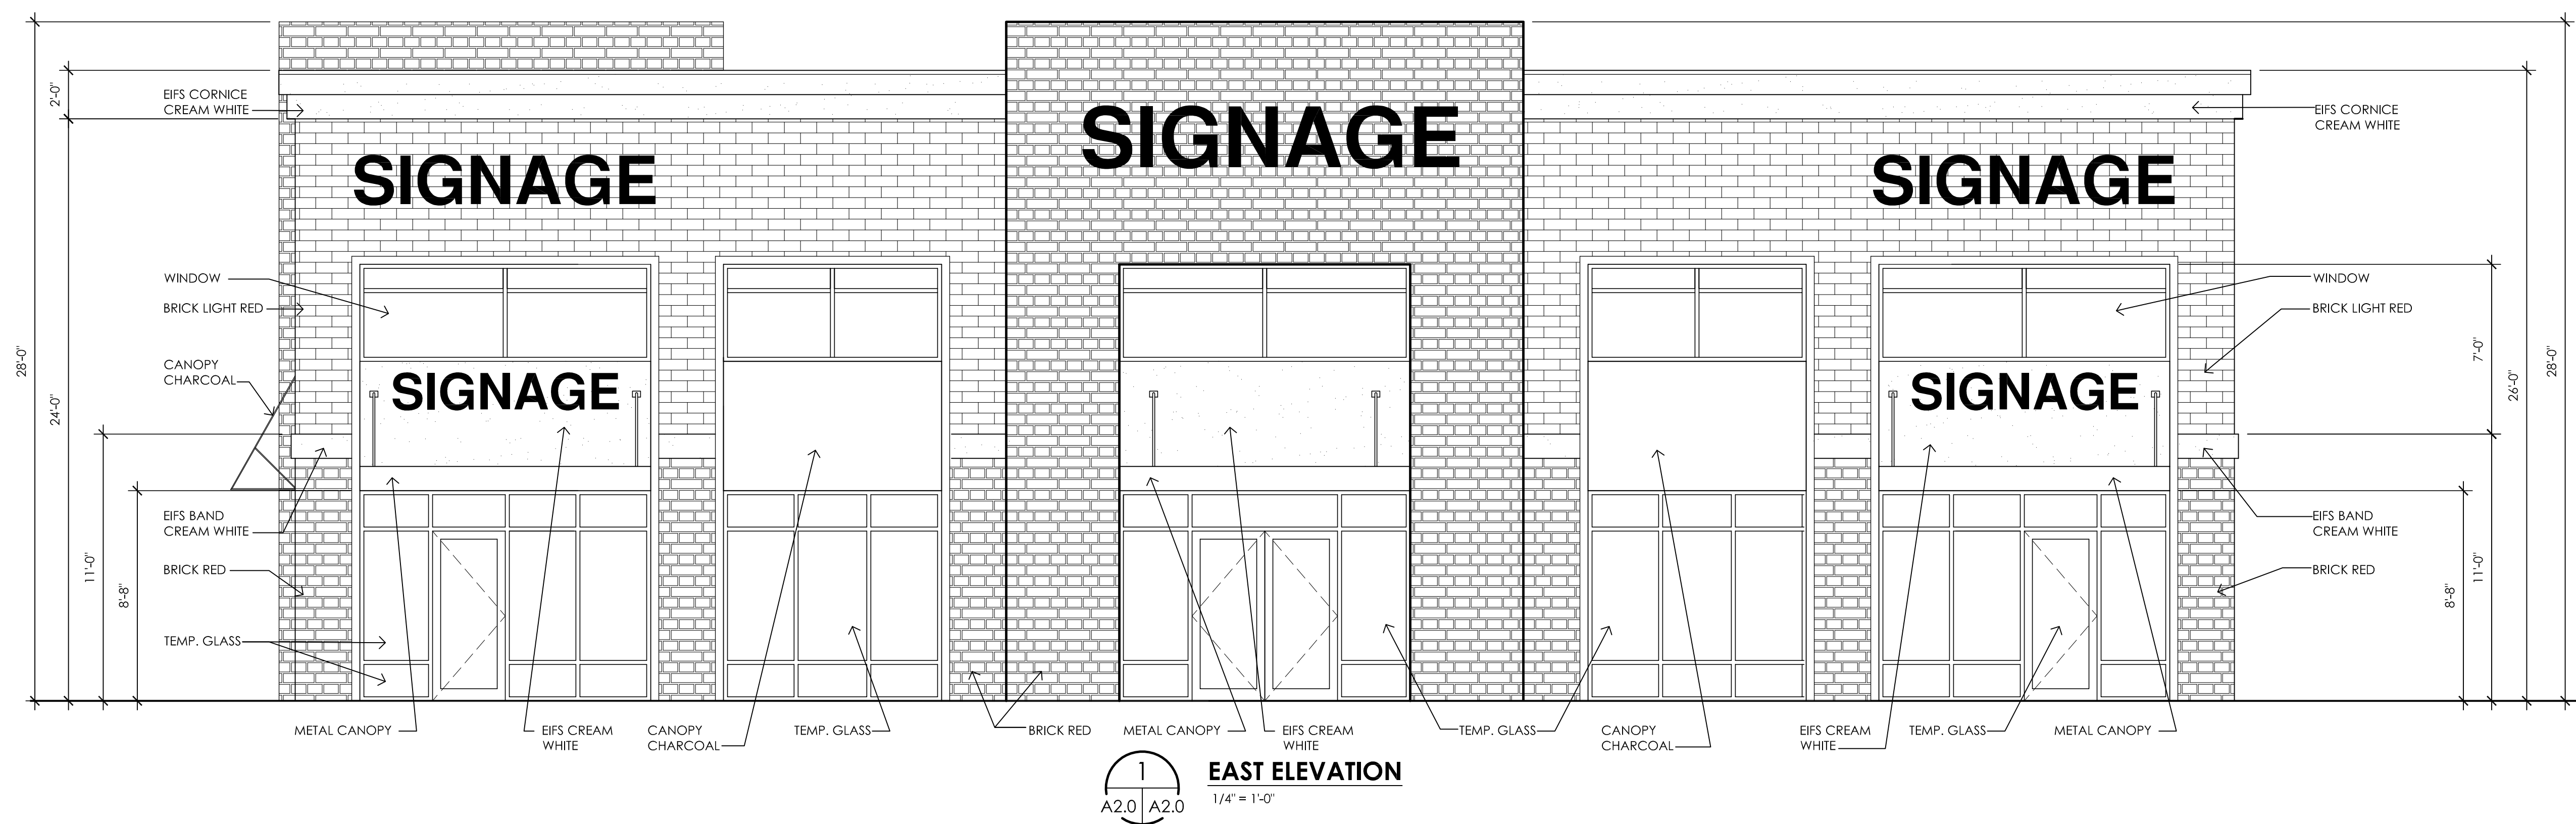 SIGNAGE
SIGNAGE
SIGNAGE
SIGNAGE
SIGNAGE
28'-0"
2'-0"
24'-0"
11'-0"
8'-8"
EIFS CORNICE
CREAM WHITE
WINDOW
BRICK LIGHT RED
CANOPY
CHARCOAL
EIFS BAND
CREAM WHITE
BRICK RED
TEMP. GLASS
EIFS CORNICE
CREAM WHITE
WINDOW
BRICK LIGHT RED
EIFS BAND
CREAM WHITE
BRICK RED
8'-8"
7'-0"
11'-0"
26'-0"
28'-0"
METAL CANOPY
EIFS CREAM
WHITE
CANOPY
CHARCOAL
TEMP. GLASS
BRICK RED
METAL CANOPY
EIFS CREAM
WHITE
TEMP. GLASS
CANOPY
CHARCOAL
EIFS CREAM
WHITE
TEMP. GLASS
METAL CANOPY
1
A2.0 A2.0
EAST ELEVATION
1/4" = 1'-0"